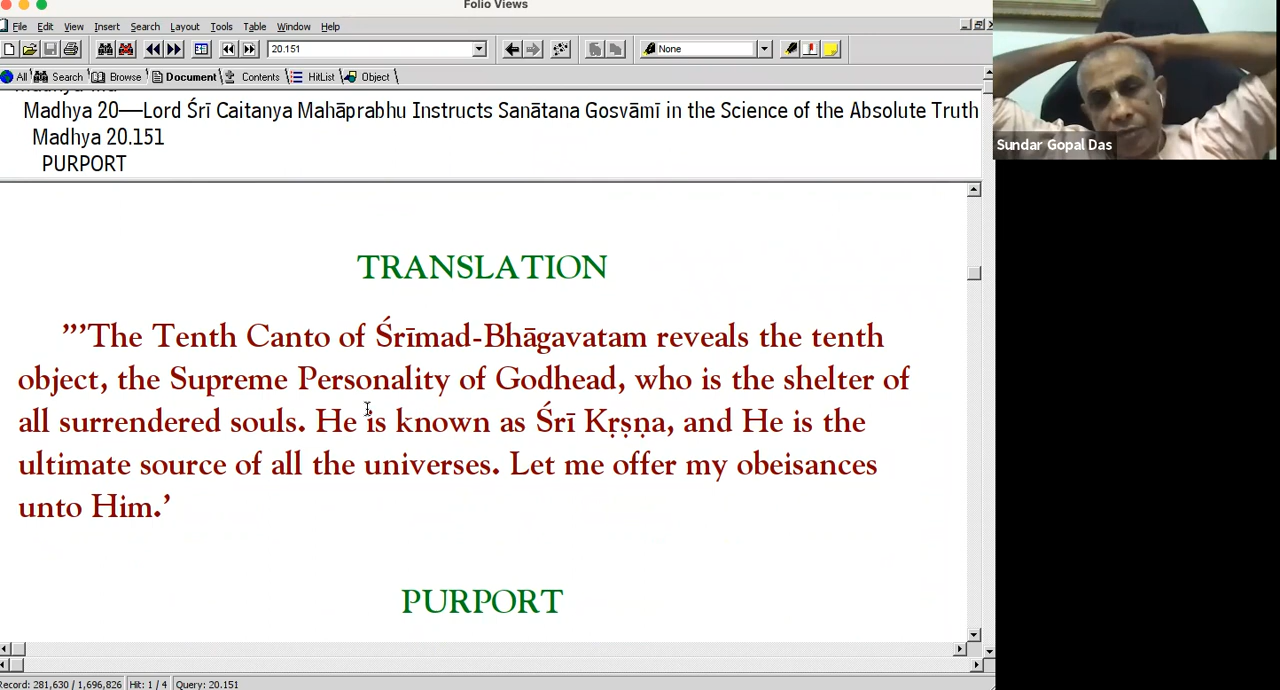 Folio Views
File Edit View Insert Search Layout Tools Table Window Help
20.151 None
All Search Browse Document Contents HitList Object
Madhya 20—Lord Śrī Caitanya Mahāprabhu Instructs Sanātana Gosvāmī in the Science of the Absolute Truth
Madhya 20.151
PURPORT
Sundar Gopal Das
TRANSLATION
”’The Tenth Canto of Śrīmad-Bhāgavatam reveals the tenth
object, the Supreme Personality of Godhead, who is the shelter of
all surrendered souls. He is known as Śrī Kṛṣṇa, and He is the
ultimate source of all the universes. Let me offer my obeisances
unto Him.’
PURPORT
Record: 281,630 / 1,696,826 Hit: 1 / 4 Query: 20.151